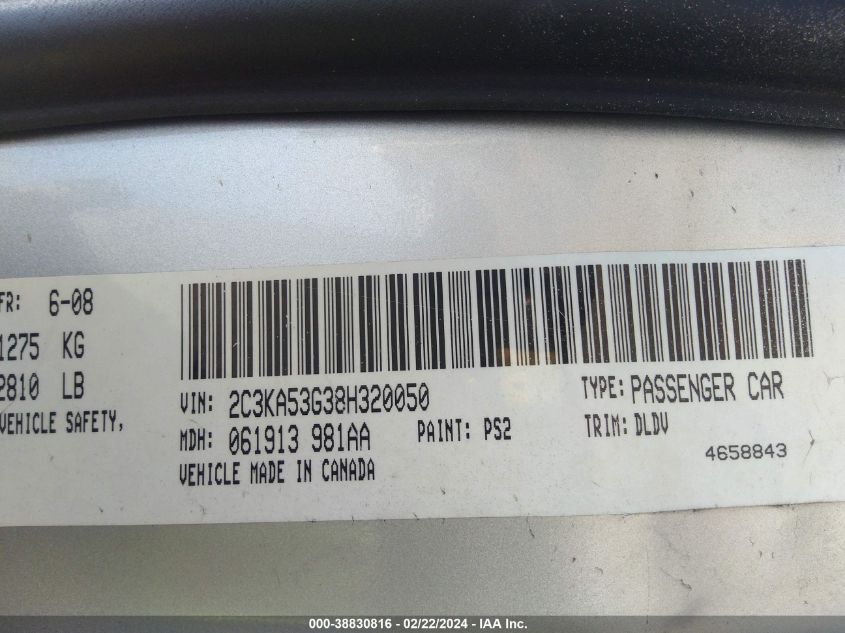 FR: 6-08
1275 KG
2810 LB
VEHICLE SAFETY,
VIN: 2C3KA53G38H320050
TYPE: PASSENGER CAR
MDH: 061913 981AA
PAINT: PS2
TRIM: DLDV
VEHICLE MADE IN CANADA
4658843
000-38830816 - 02/22/2024 - IAA Inc.